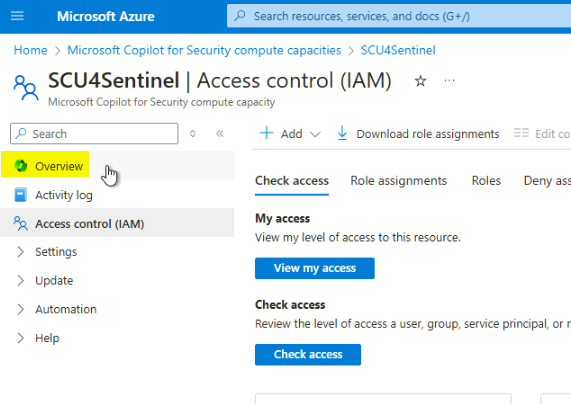 Microsoft Azure
Search resources, services, and docs (G+/)
Home > Microsoft Copilot for Security compute capacities > SCU4Sentinel
SCU4Sentinel | Access control (IAM) ☆ ...
Microsoft Copilot for Security compute capacity
Search
Add
Download role assignments
Edit co
Overview
Activity log
Access control (IAM)
Settings
Update
Automation
Help
Check access
Role assignments
Roles
Deny ass
My access
View my level of access to this resource.
View my access
Check access
Review the level of access a user, group, service principal, or
Check access